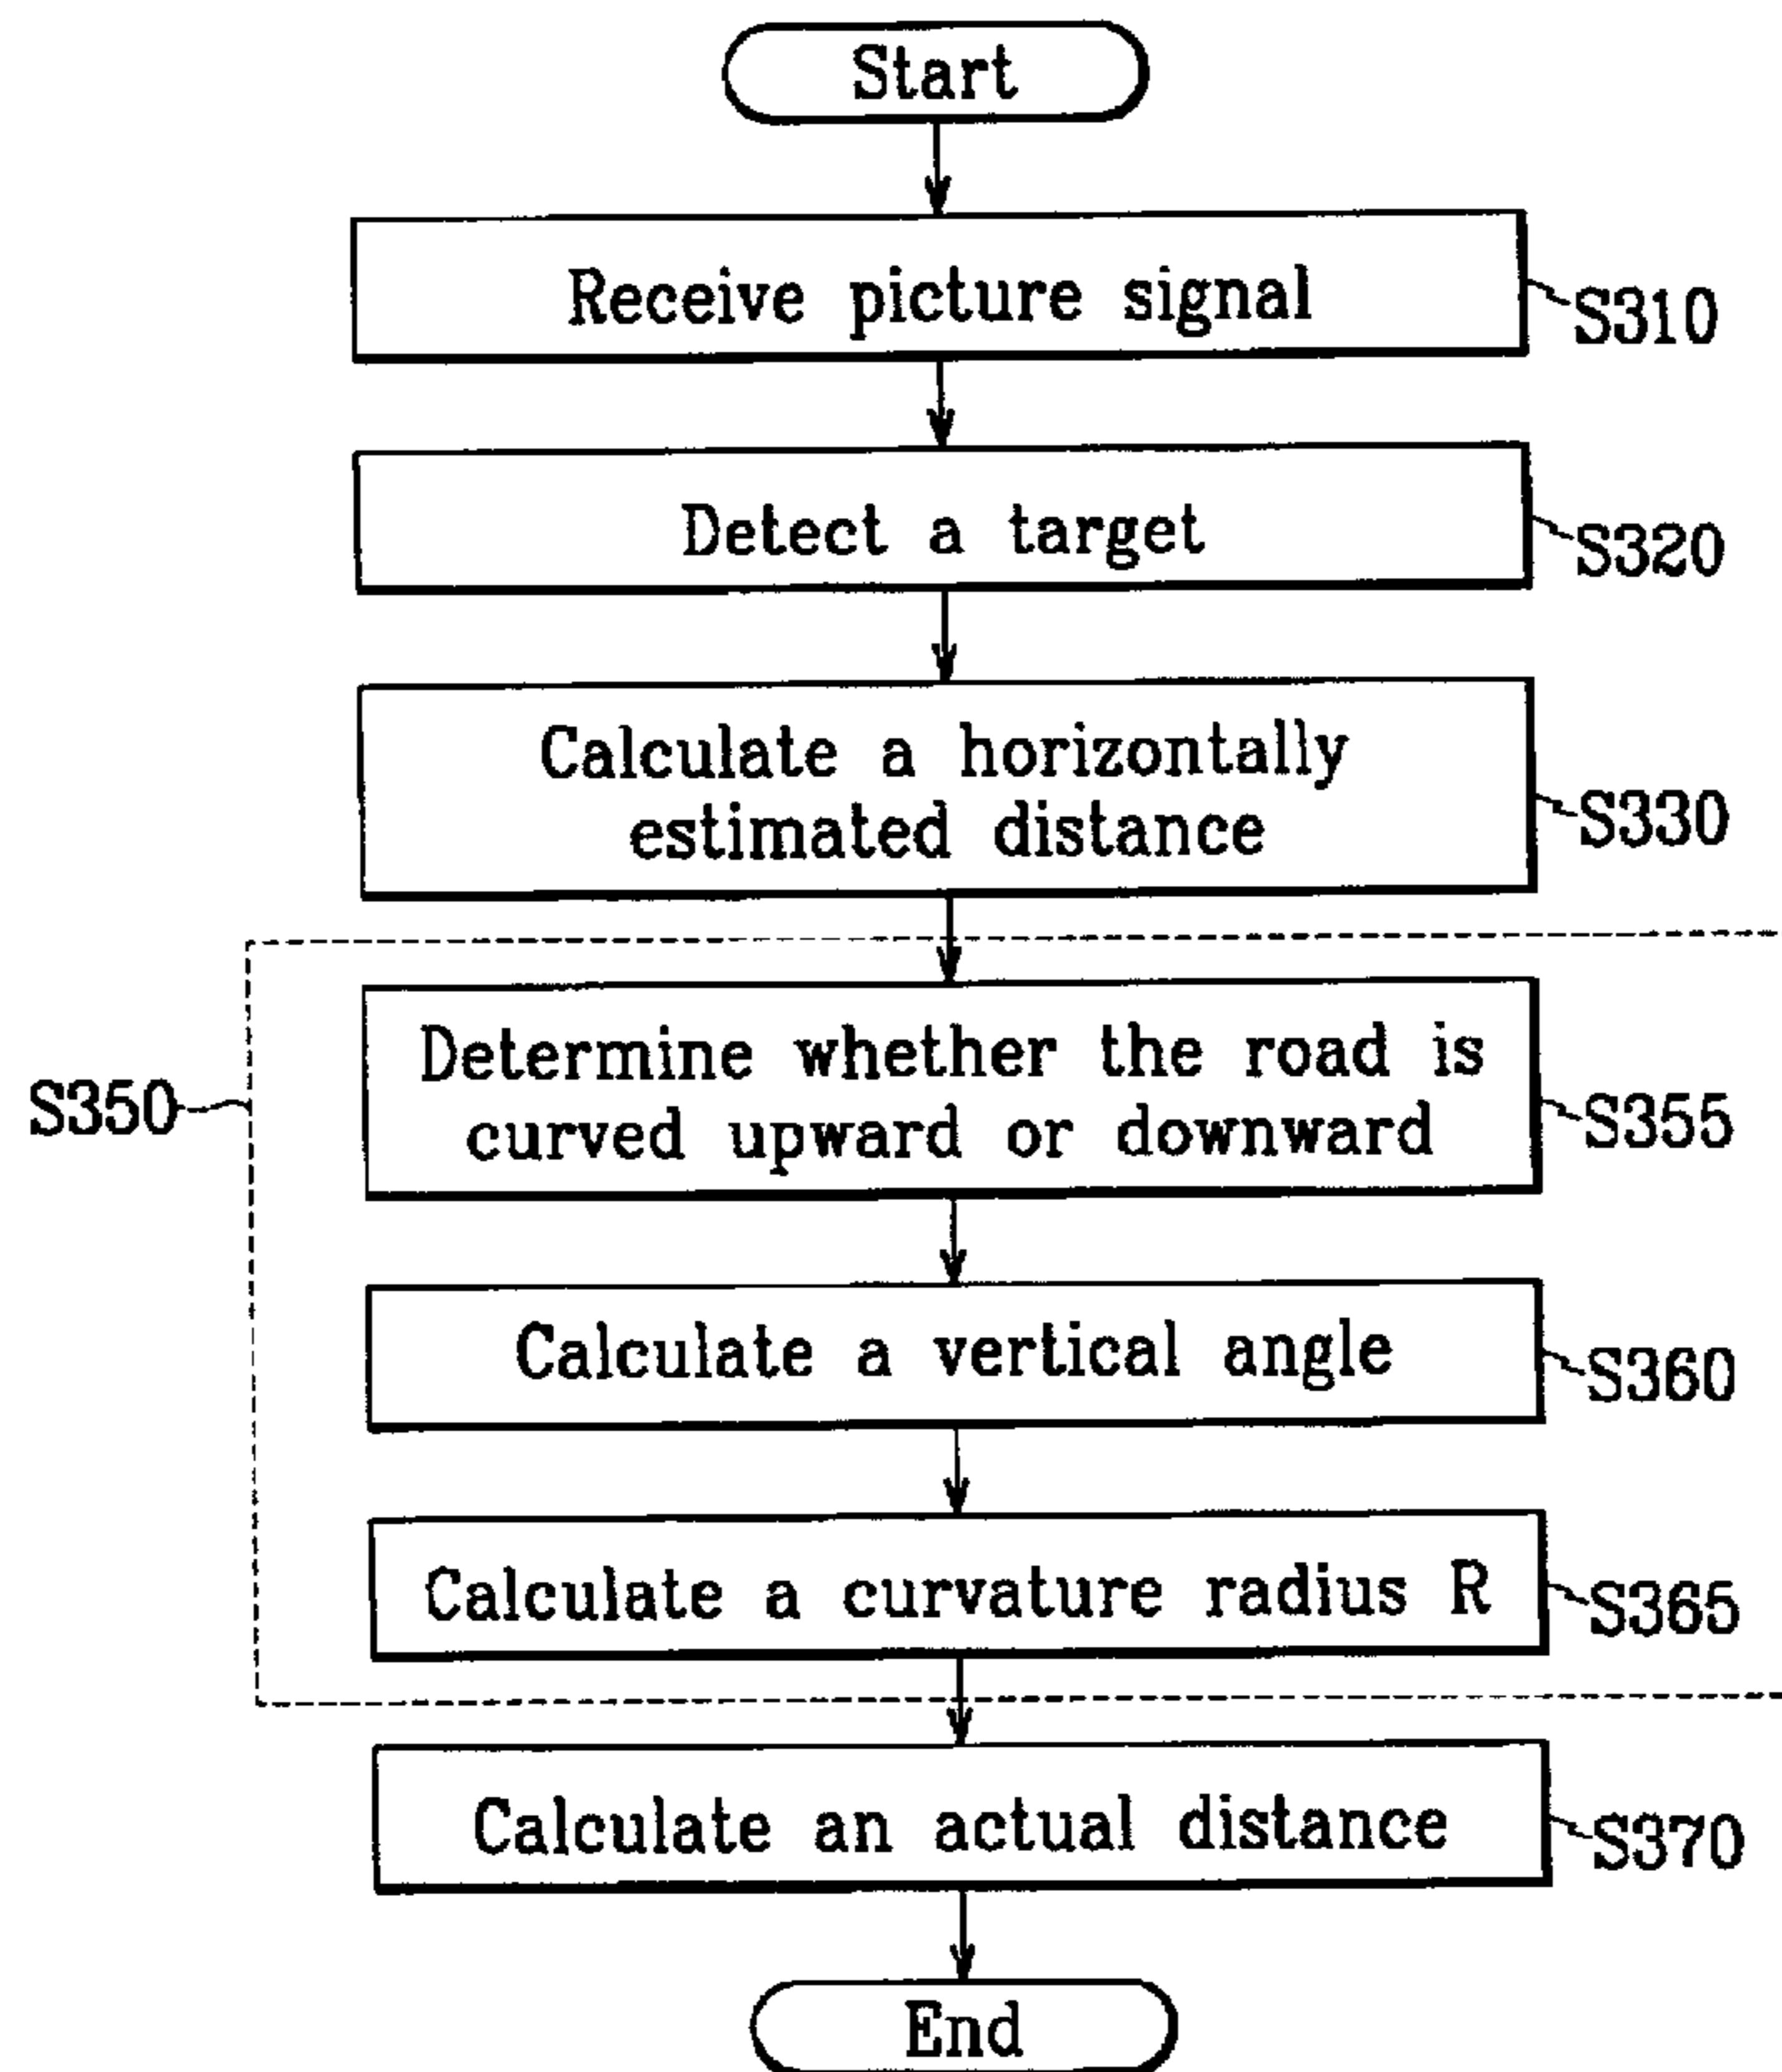 Start
Receive picture signal
S310
Detect a target
S320
Calculate a horizontally
estimated distance
S330
S350
Determine whether the road is
curved upward or downward
S355
Calculate a vertical angle
S360
Calculate a curvature radius R
S365
Calculate an actual distance
S370
End